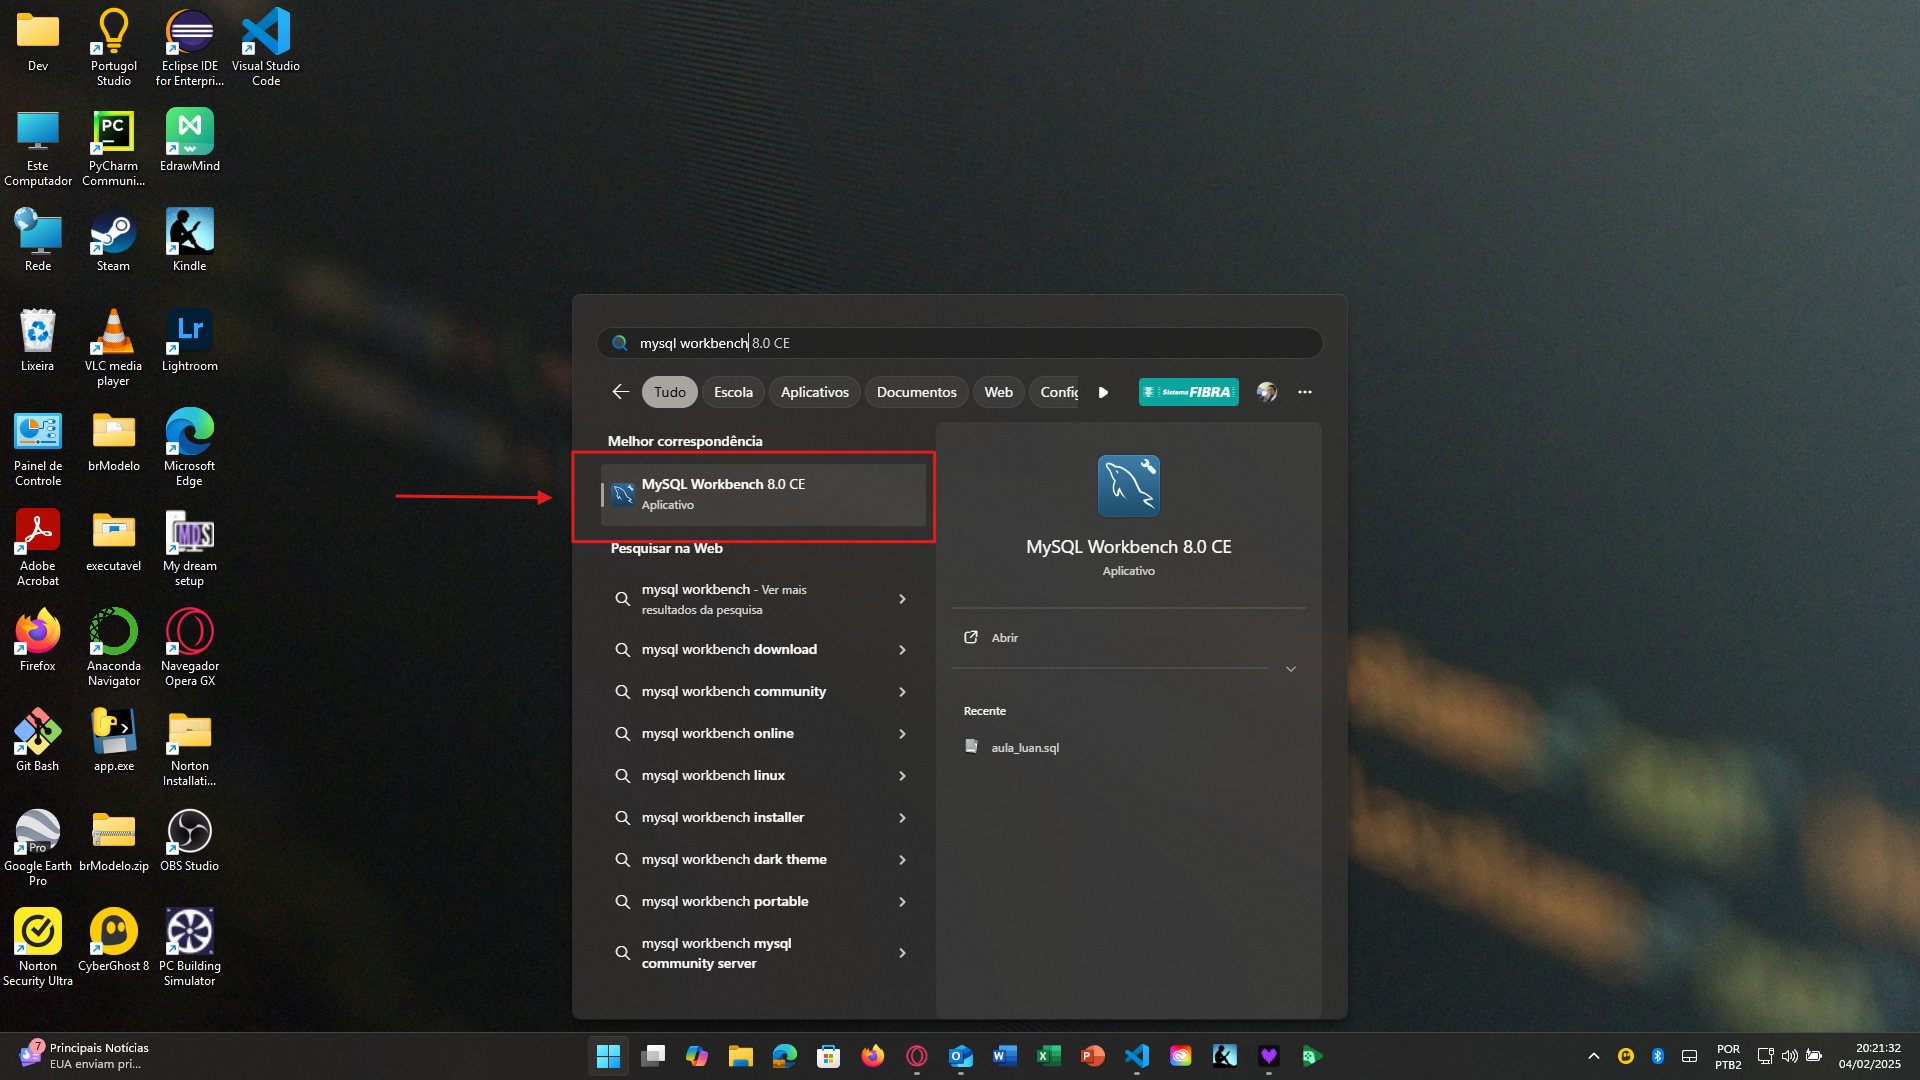 Dev
Portugol
Studio
Eclipse IDE
for Enterpri...
Visual Studio
Code
Este
Computador
PC
PyCharm
Communi...
EdrawMind
Rede
Steam
Kindle
Lixeira
VLC media
player
Lr
Lightroom
Painel de
Controle
brModelo
Microsoft
Edge
Adobe
Acrobat
executavel
MDS
My dream
setup
Firefox
Anaconda
Navigator
Navegador
Opera GX
Git Bash
app.exe
Norton
Installati...
Pro
Google Earth
Pro
brModelo.zip
OBS Studio
Norton
Security Ultra
CyberGhost 8
PC Building
Simulator
mysql workbench 8.0 CE
Tudo
Escola
Aplicativos
Documentos
Web
Config
Sistema FIBRA
Melhor correspondência
MySQL Workbench 8.0 CE
Aplicativo
Pesquisar na Web
mysql workbench - Ver mais
resultados da pesquisa
mysql workbench download
mysql workbench community
mysql workbench online
mysql workbench linux
mysql workbench installer
mysql workbench dark theme
mysql workbench portable
mysql workbench mysql
community server
MySQL Workbench 8.0 CE
Aplicativo
Abrir
Recente
aula_luan.sql
7
Principais Notícias
EUA enviam pri...
POR
PTB2
20:21:32
04/02/2025